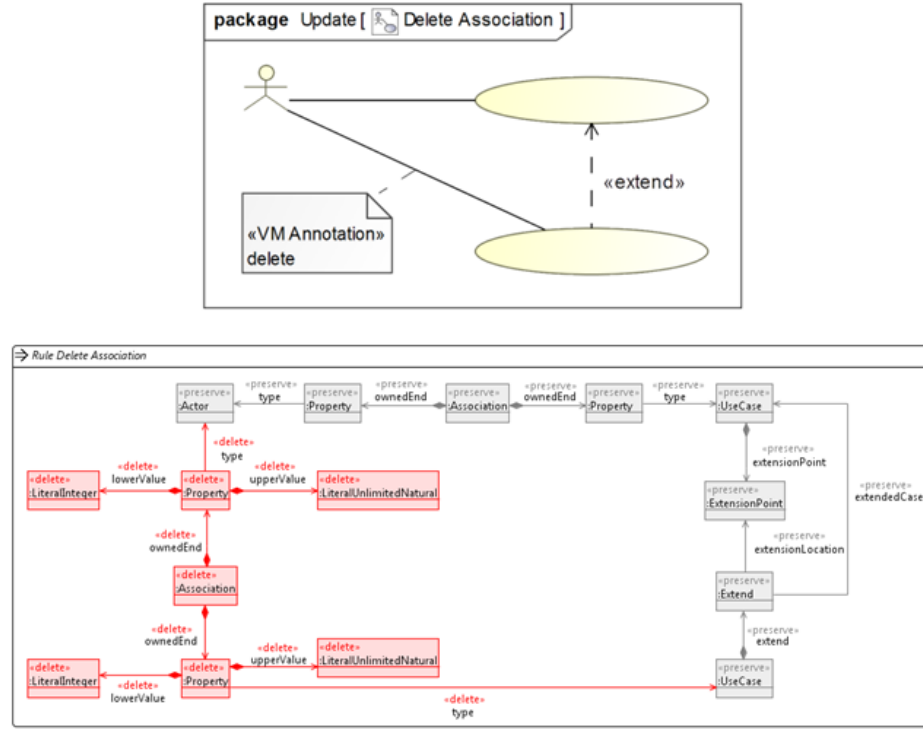 package Update [ Delete Association ]
«extend»
«VM Annotation»
delete
Rule Delete Association
«preserve»
:Actor
«preserve»
type
«preserve»
:Property
«preserve»
ownedEnd
«preserve»
:Association
«preserve»
ownedEnd
«preserve»
:Property
«preserve»
type
«preserve»
:UseCase
«delete»
type
«preserve»
extensionPoint
«delete»
:LiteralInteger
«delete»
lowerValue
«delete»
:Property
«delete»
upperValue
«delete»
:LiteralUnlimitedNatural
«preserve»
:ExtensionPoint
«preserve»
extendedCase
«delete»
ownedEnd
«preserve»
extensionLocation
«delete»
:Association
«preserve»
:Extend
«delete»
ownedEnd
«preserve»
extend
«delete»
:LiteralInteger
«delete»
lowerValue
«delete»
:Property
«delete»
upperValue
«delete»
:LiteralUnlimitedNatural
«preserve»
:UseCase
«delete»
type